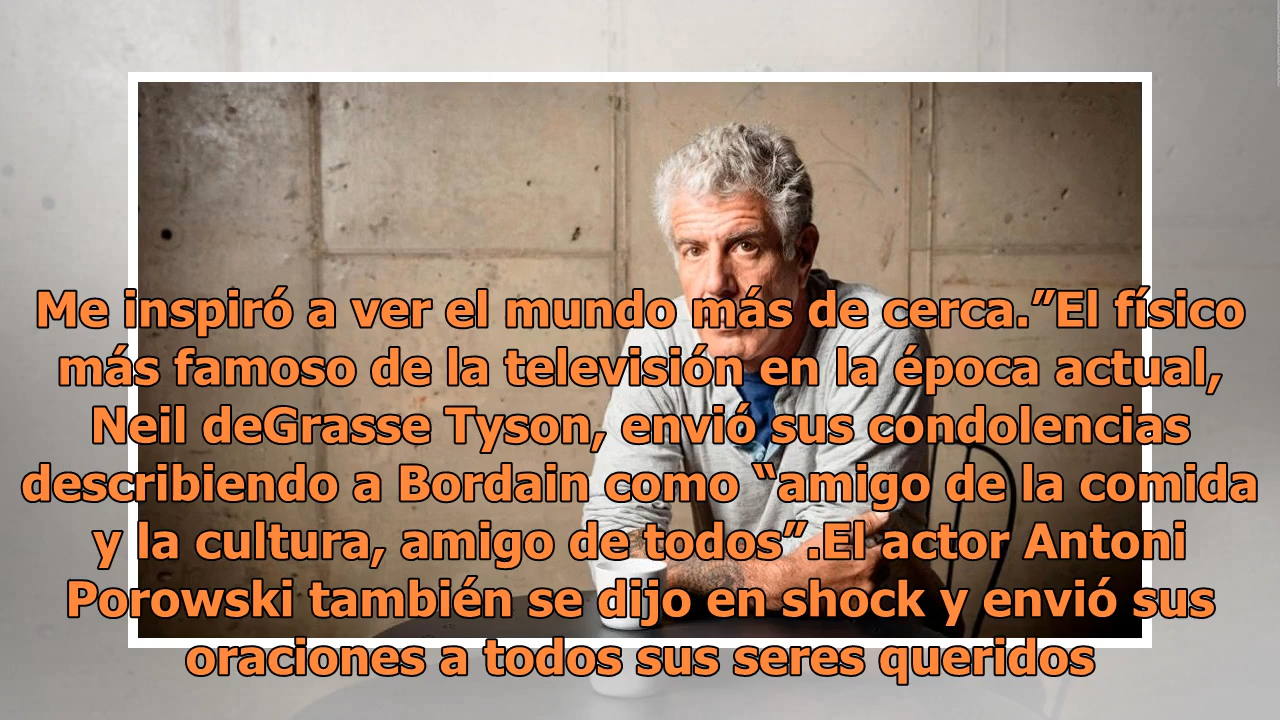 Me inspiró a ver el mundo más de cerca.”El físico
más famoso de la televisión en la época actual,
Neil deGrasse Tyson, envió sus condolencias
describiendo a Bordain como “amigo de la comida
y la cultura, amigo de todos”.El actor Antoni
Porowski también se dijo en shock y envió sus
oraciones a todos sus seres queridos